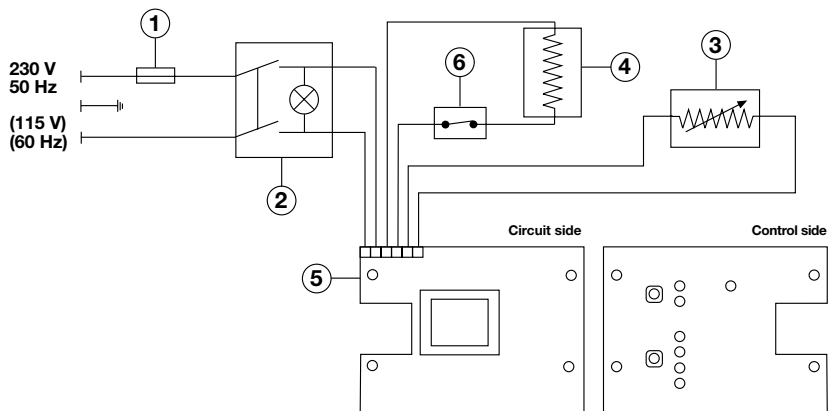 1
230 V
50 Hz
(115 V)
(60 Hz)
2
6
4
3
Circuit side
Control side
5